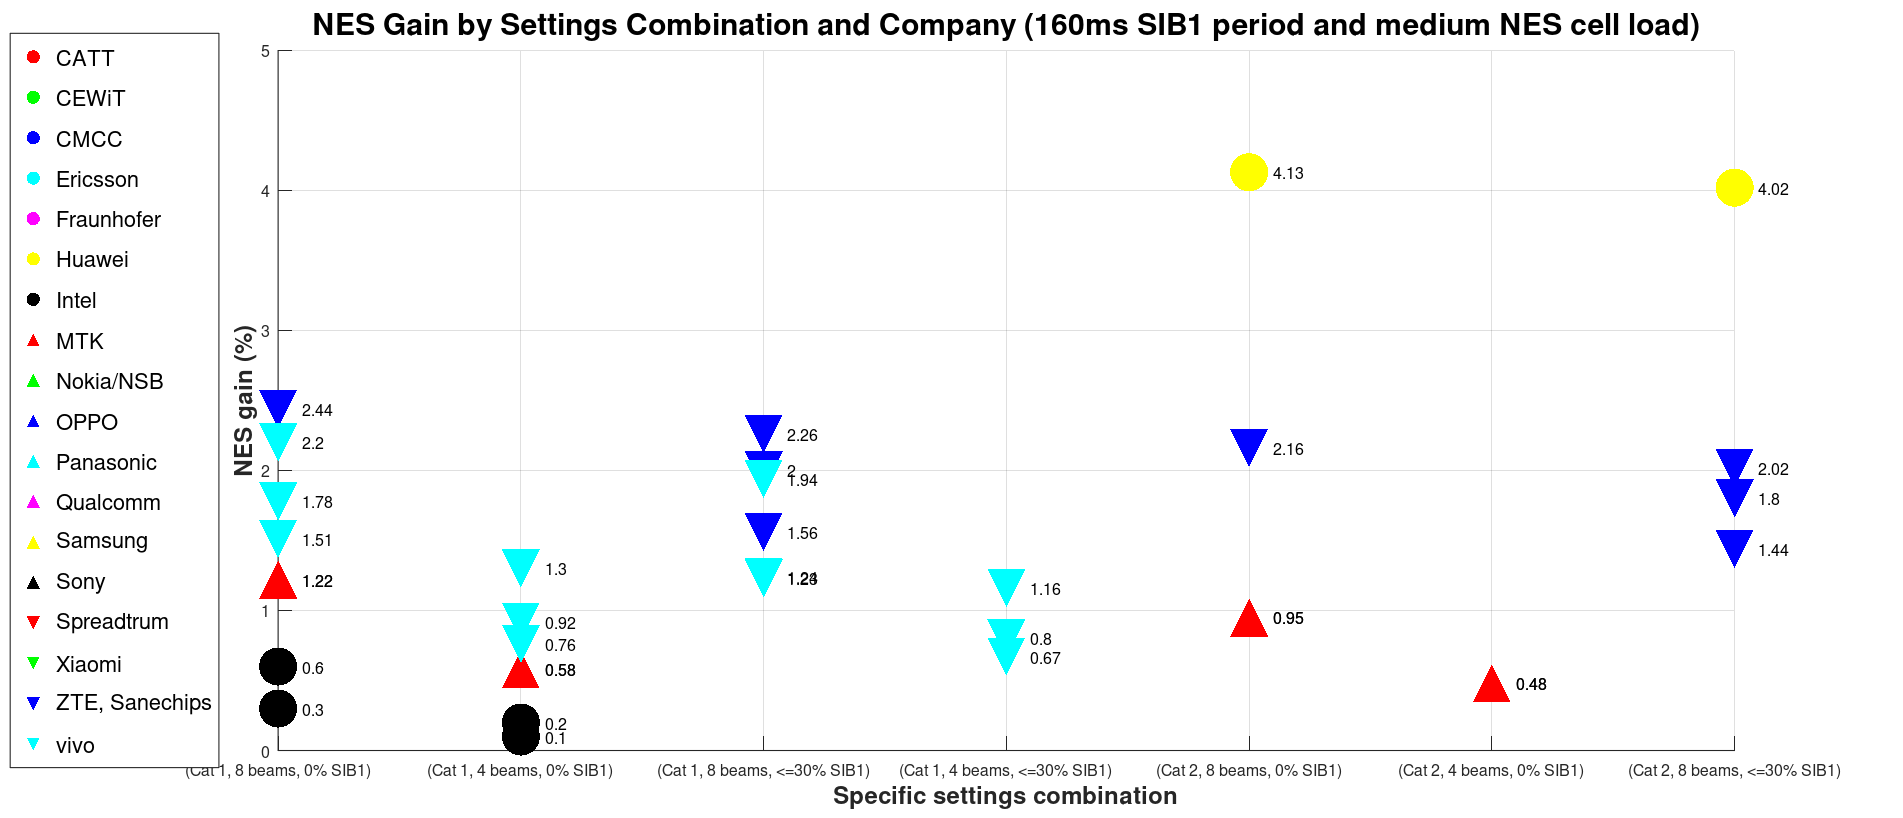 NES Gain by Settings Combination and Company (160ms SIB1 period and medium NES cell load)
CATT
CEWiT
CMCC
Ericsson
Fraunhofer
Huawei
Intel
MTK
Nokia/NSB
OPPO
Panasonic
Qualcomm
Samsung
Sony
Spreadtrum
Xiaomi
ZTE, Sanechips
vivo
NES gain (%)
5
4
3
2
1
0
2.44
2.2
1.78
1.51
1.22
0.6
0.3
1.3
0.92
0.76
0.58
0.2
0.1
2.26
2
1.94
1.56
1.16
0.8
0.67
4.13
2.16
0.95
0.48
4.02
2.02
1.8
1.44
(Cat 1, 8 beams, 0% SIB1)
(Cat 1, 4 beams, 0% SIB1)
(Cat 1, 8 beams, <=30% SIB1)
(Cat 1, 4 beams, <=30% SIB1)
(Cat 2, 8 beams, 0% SIB1)
(Cat 2, 4 beams, 0% SIB1)
(Cat 2, 8 beams, <=30% SIB1)
Specific settings combination